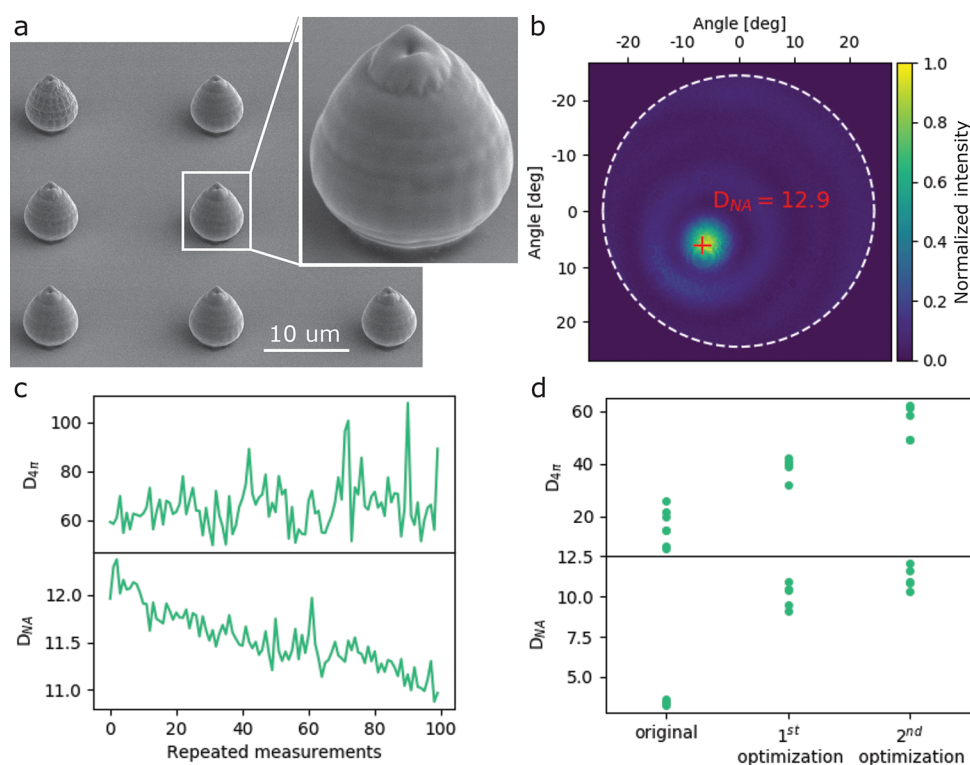 a
10 um
b
Angle [deg]
-20 -10 0 10 20
Angle [deg]
-20
-10
0
10
20
D_NA = 12.9
1.0
0.8
0.6
0.4
0.2
0.0
Normalized intensity
c
D_4π
100
80
60
D_NA
12.0
11.5
11.0
0 20 40 60 80 100
Repeated measurements
d
D_4π
60
40
20
D_NA
12.5
10.0
7.5
5.0
original 1st optimization 2nd optimization